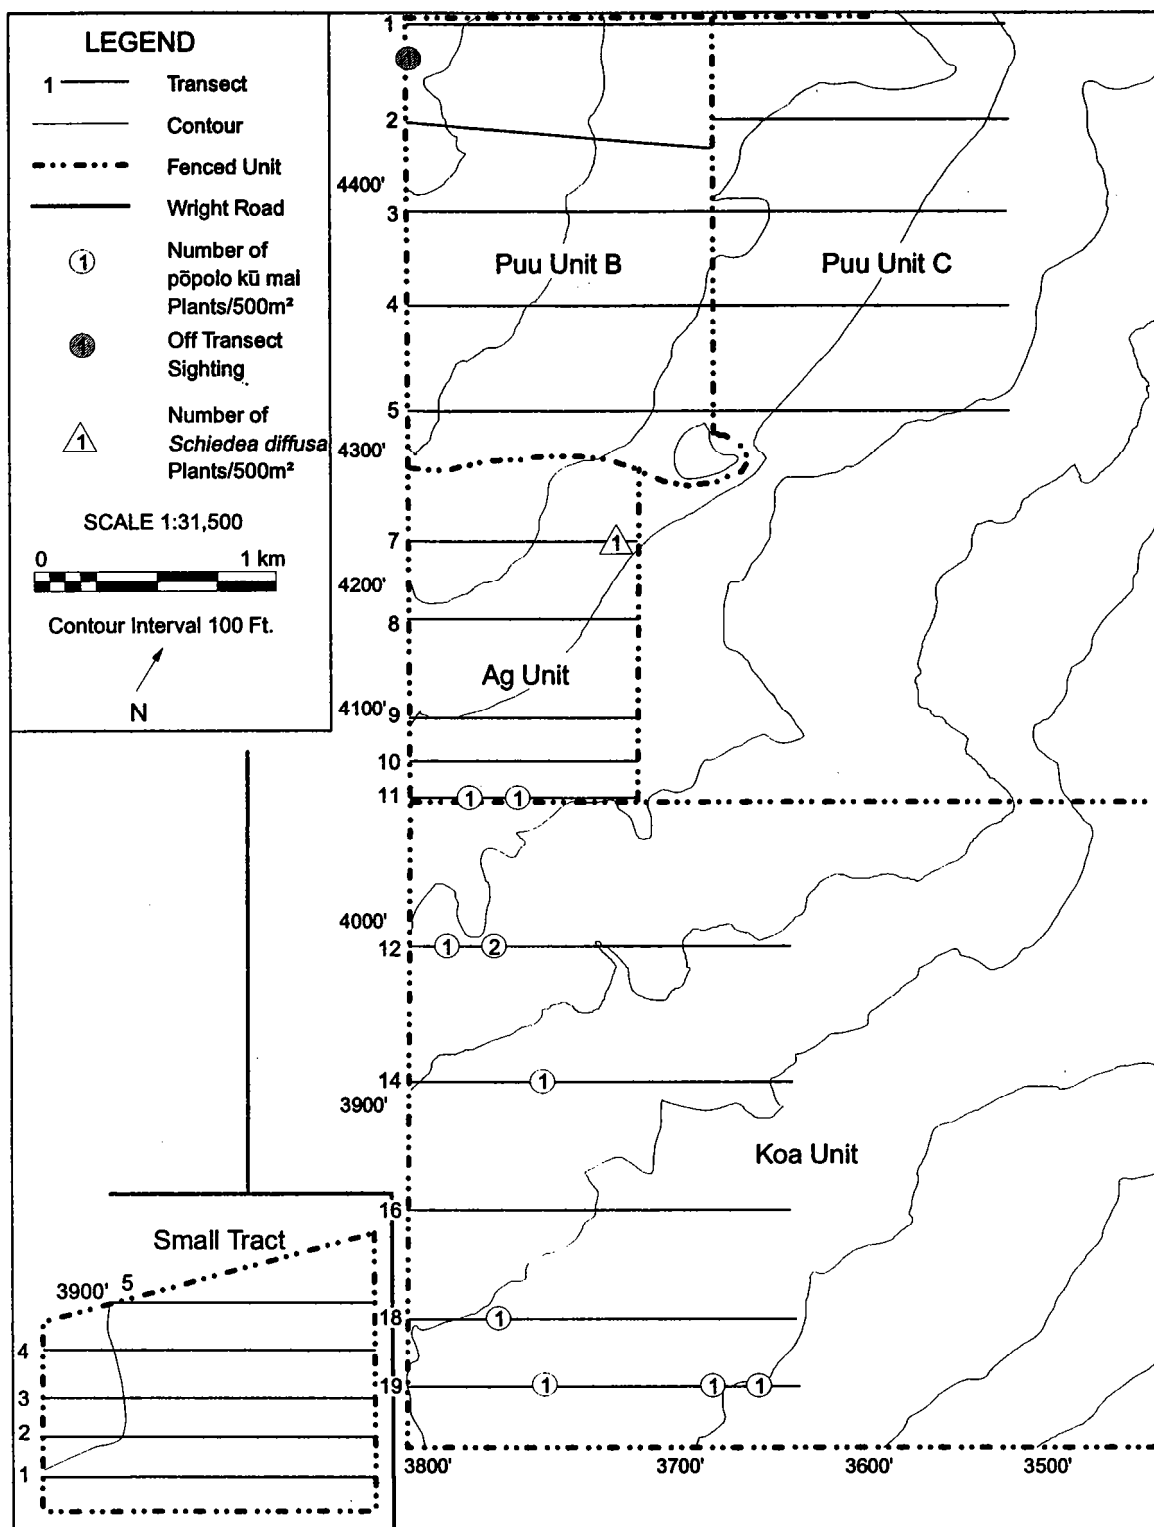 LEGEND
1 Transect
Contour
Fenced Unit
Wright Road
1 Number of
pōpolo kū mai
Plants/500m²
1 Off Transect
Sighting
1 Number of
Schiedea diffusa
Plants/500m²
SCALE 1:31,500
0 1 km
Contour Interval 100 Ft.
N
1
2
4400'
3
Puu Unit B Puu Unit C
4
5
4300'
7 1
4200'
8
Ag Unit
4100' 9
10
11 1 1
4000'
12 1 2
14 1
3900'
Koa Unit
16
Small Tract
3900' 5
18 1
4
19 1 1 1
3
2
1
3800' 3700' 3600' 3500'